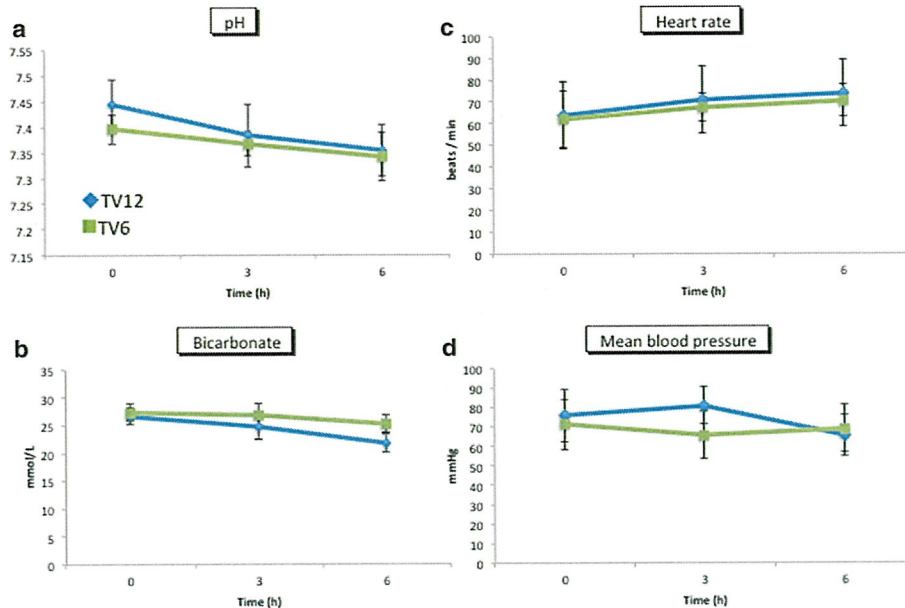 a
pH
7.55
7.5
7.45
7.4
7.35
7.3
7.25
7.2
7.15
TV12
TV6
0 3 6
Time (h)
c
Heart rate
100
90
80
70
60
50
40
30
20
10
0
beats / min
0 3 6
Time (h)
b
Bicarbonate
35
30
25
20
15
10
5
0
mmol/L
0 3 6
Time (h)
d
Mean blood pressure
100
90
80
70
60
50
40
30
20
10
0
mmHg
0 3 6
Time (h)